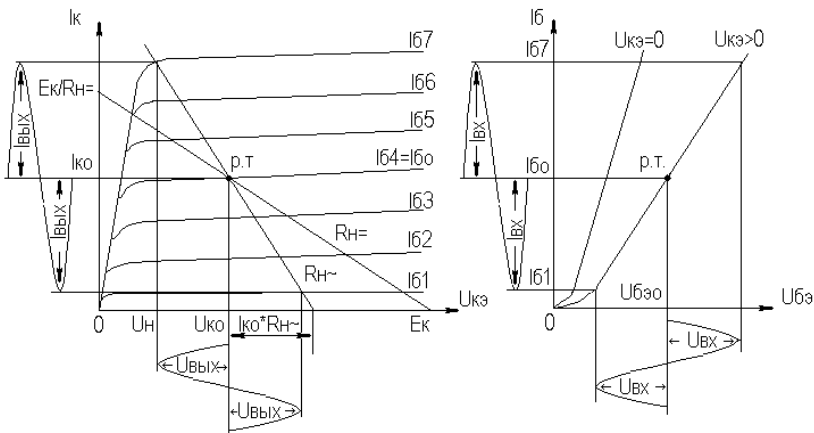 Iк
Iб7
Iб6
Iб5
Iб4=Iбо
Iб3
Iб2
Iб1
Eк/Rн=
Iко
Iвых
Iвых
р.т
Rн=
Rн~
Uкэ
0
Uн
Uко
Iко*Rн~
Eк
Uвых
Uвых
Iб
Iб7
Uкэ=0
Uкэ>0
Iвх
Iбо
р.т.
Iвх
Iб1
Uбэо
0
Uбэ
Uвх
Uвх